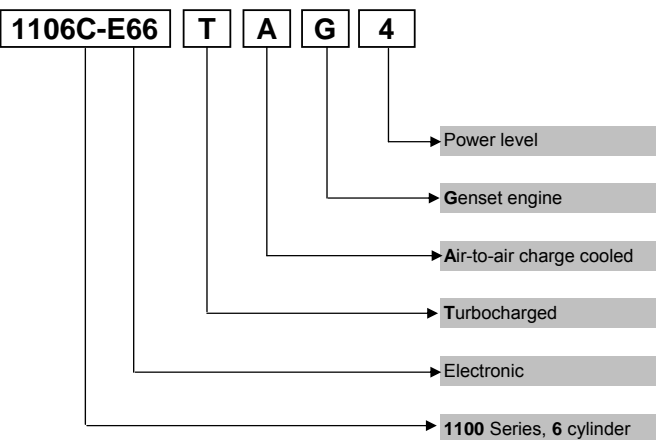 1106C-E66 T A G 4
Power level
Genset engine
Air-to-air charge cooled
Turbocharged
Electronic
1100 Series, 6 cylinder